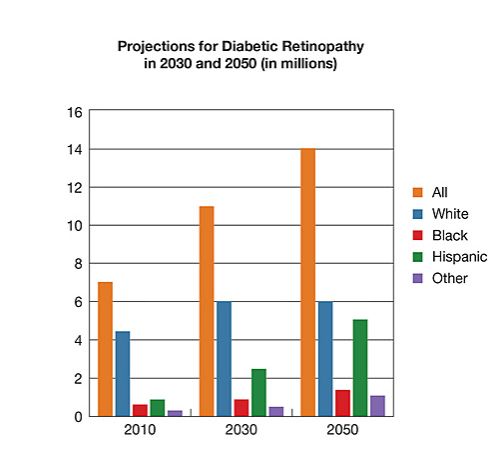 Projections for Diabetic Retinopathy
in 2030 and 2050 (in millions)
16
14
12
10
8
6
4
2
0
2010
2030
2050
All
White
Black
Hispanic
Other